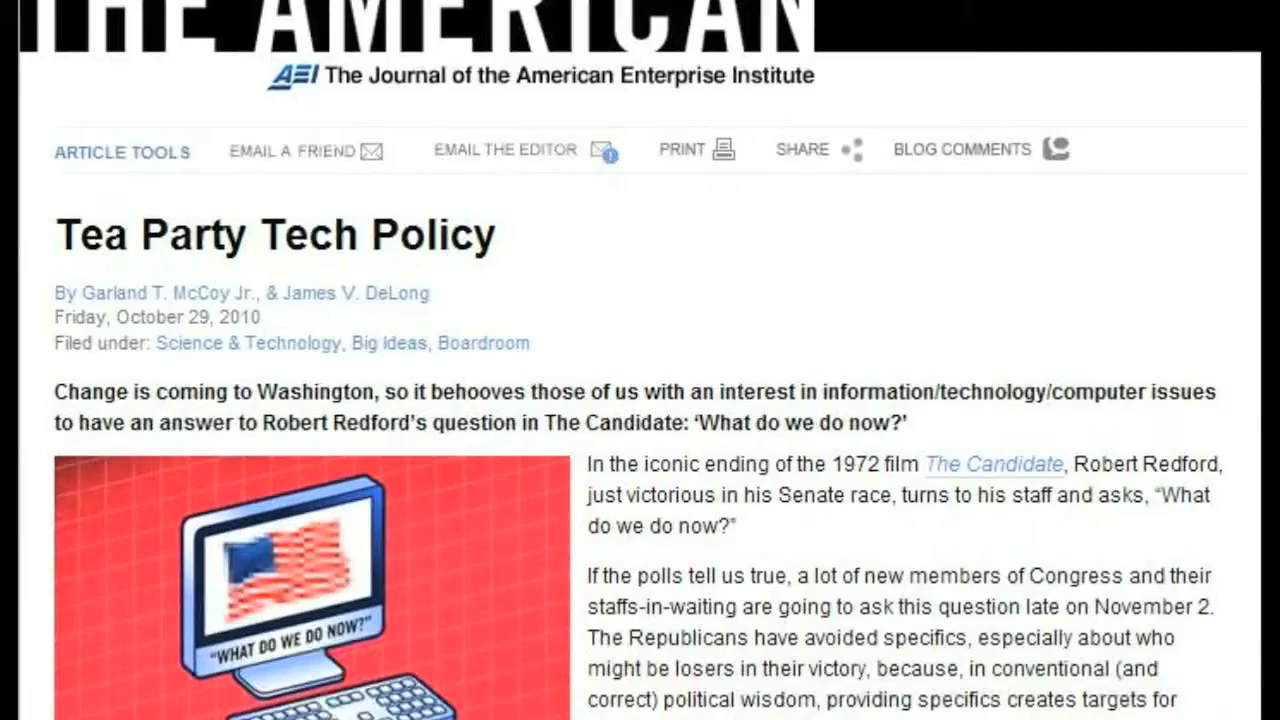 THE AMERICAN
AEI The Journal of the American Enterprise Institute
ARTICLE TOOLS EMAIL A FRIEND EMAIL THE EDITOR PRINT SHARE BLOG COMMENTS
Tea Party Tech Policy
By Garland T. McCoy Jr., & James V. DeLong
Friday, October 29, 2010
Filed under: Science & Technology, Big Ideas, Boardroom
Change is coming to Washington, so it behooves those of us with an interest in information/technology/computer issues
to have an answer to Robert Redford's question in The Candidate: ‘What do we do now?’
In the iconic ending of the 1972 film The Candidate, Robert Redford,
just victorious in his Senate race, turns to his staff and asks, “What
do we do now?”
If the polls tell us true, a lot of new members of Congress and their
staffs-in-waiting are going to ask this question late on November 2.
The Republicans have avoided specifics, especially about who
might be losers in their victory, because, in conventional (and
correct) political wisdom, providing specifics creates targets for
"WHAT DO WE DO NOW?"